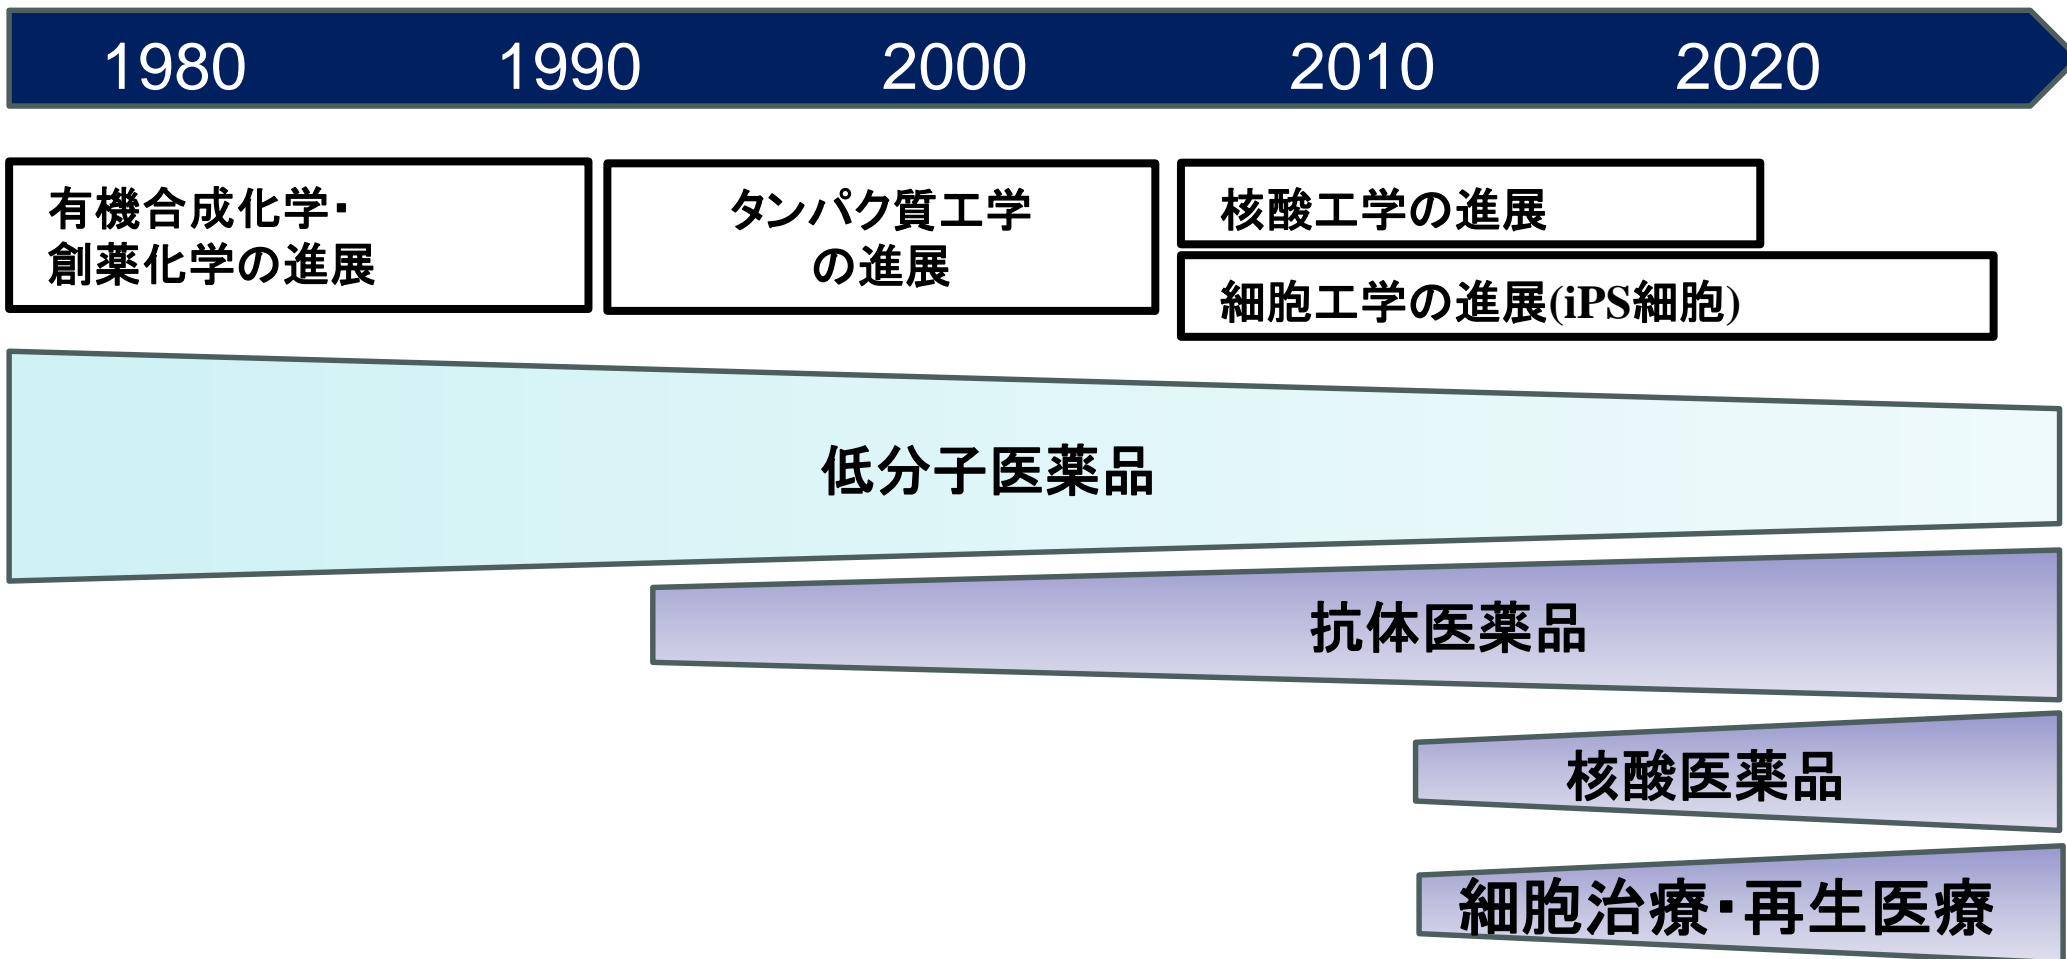 1980 1990 2000 2010 2020
有機合成化学・
創薬化学の進展
タンパク質工学
の進展
核酸工学の進展
細胞工学の進展(iPS細胞)
低分子医薬品
抗体医薬品
核酸医薬品
細胞治療・再生医療